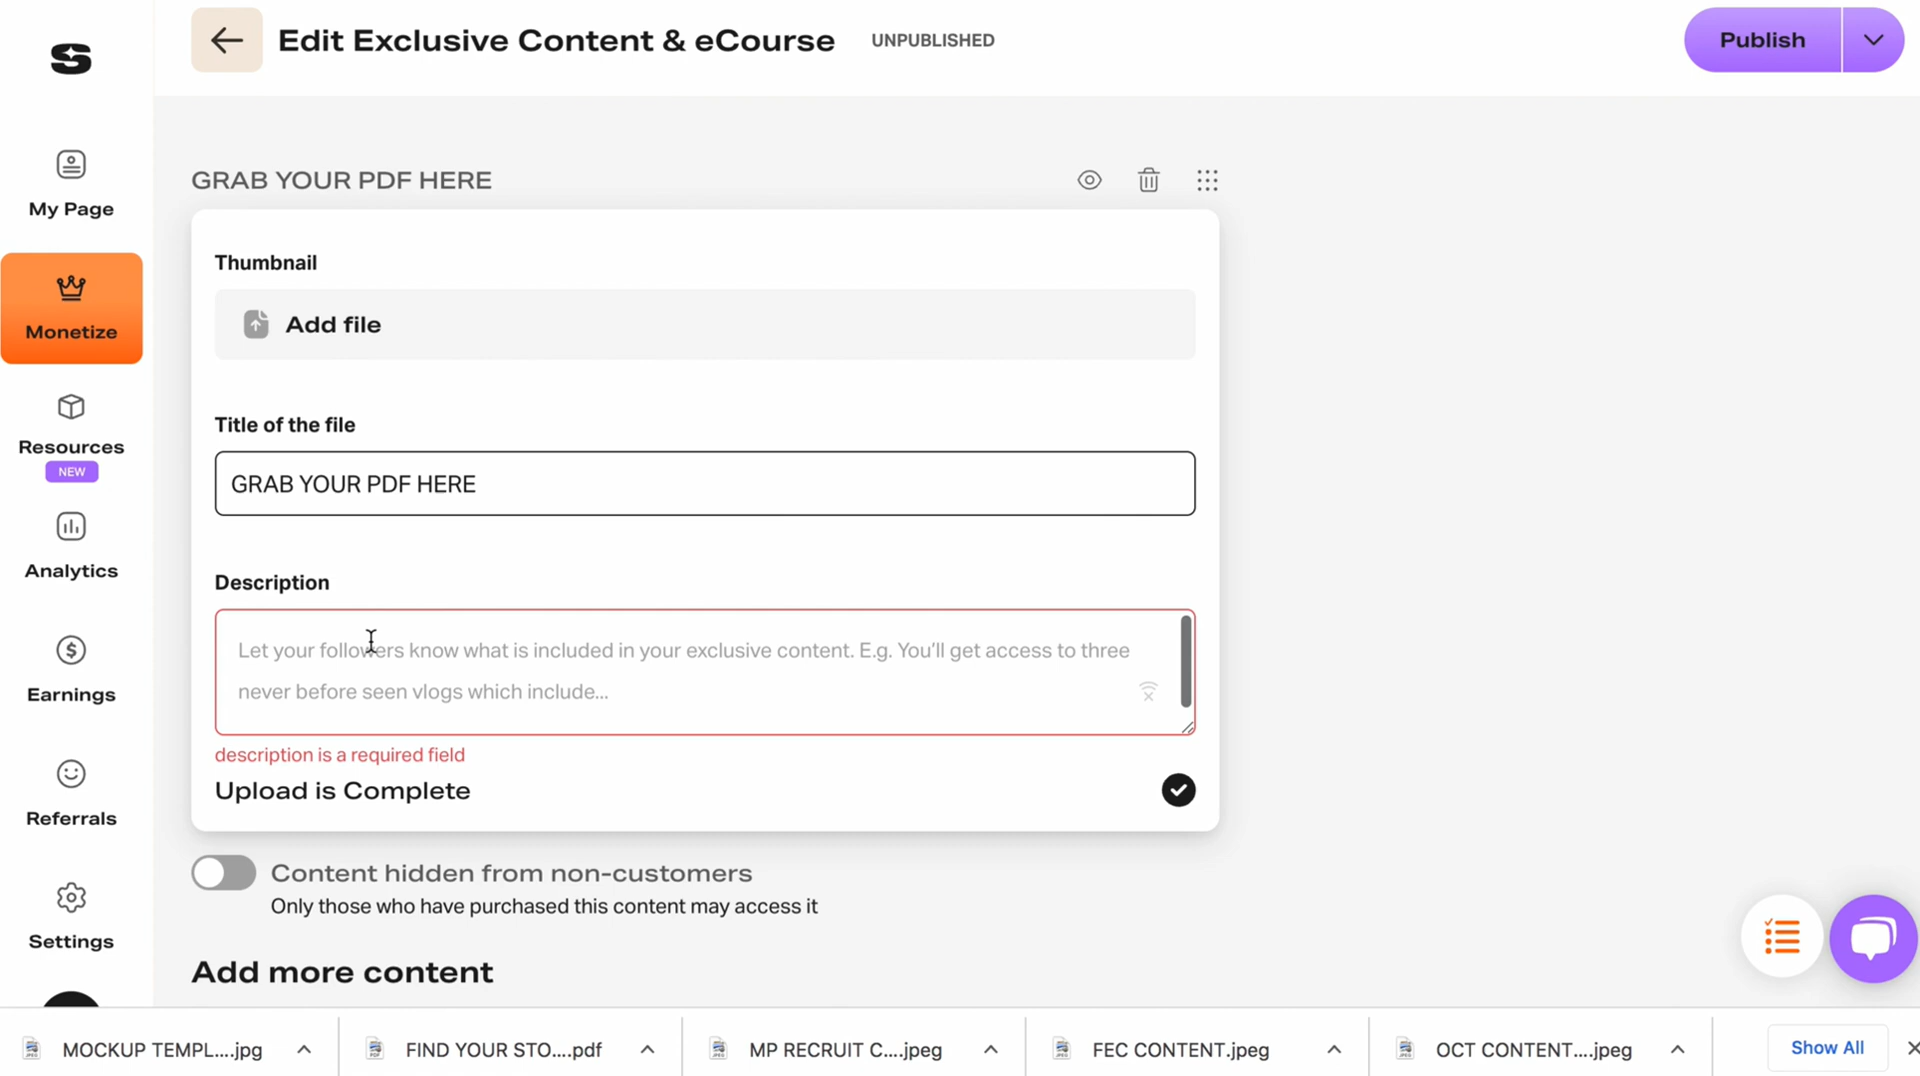 Edit Exclusive Content & eCourse
UNPUBLISHED
Publish
My Page
Monetize
Resources
NEW
Analytics
Earnings
Referrals
Settings
GRAB YOUR PDF HERE
Thumbnail
Add file
Title of the file
GRAB YOUR PDF HERE
Description
Let your followers know what is included in your exclusive content. E.g. You'll get access to three
never before seen vlogs which include...
description is a required field
Upload is Complete
Content hidden from non-customers
Only those who have purchased this content may access it
Add more content
MOCKUP TEMPL....jpg
FIND YOUR STO....pdf
MP RECRUIT C....jpeg
FEC CONTENT.jpeg
OCT CONTENT....jpeg
Show All